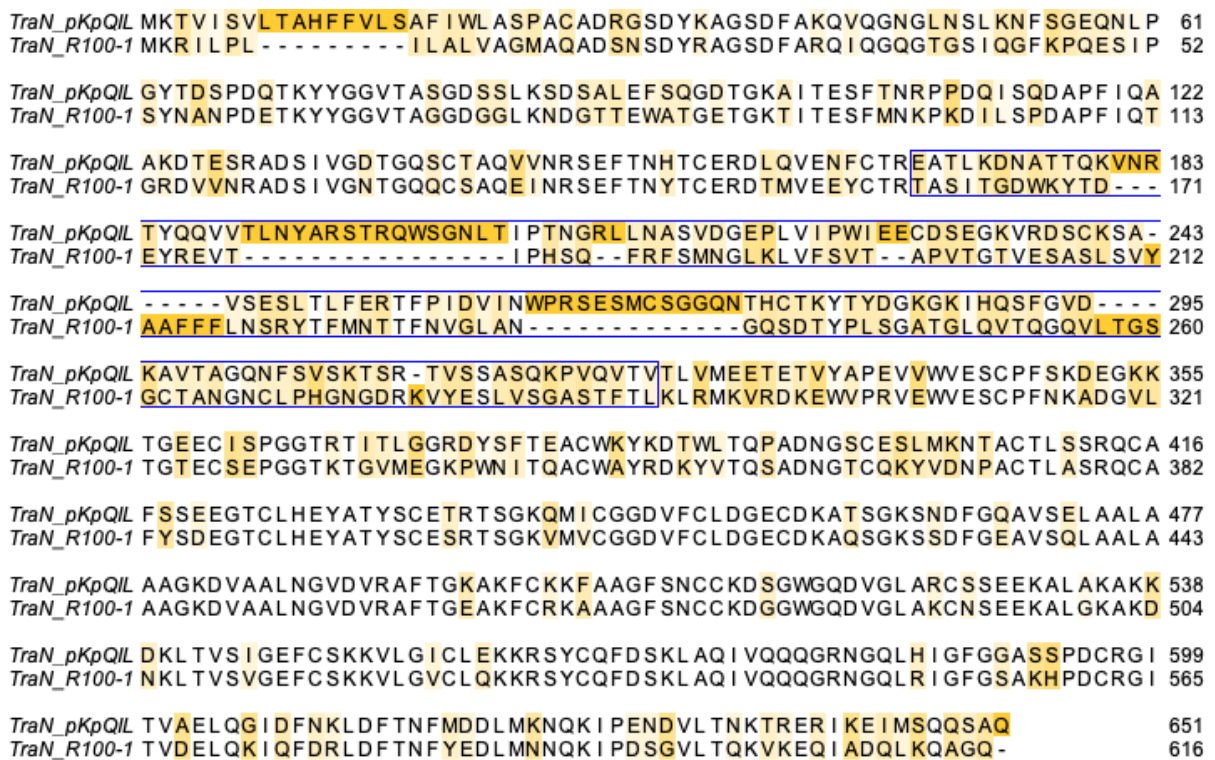 TraN_pKpQIL MKTVISVLTAHFFVLSAFIWLASPACADRGSDYKAGSDFAKQVQGNGLNSLKNFSGEQNLP 61
TraN_R100-1 MKRILPL---------ILALVAGMAQADSNSDYRAGSDFARQIQGQGTGSIQGFKPQESIP 52
TraN_pKpQIL GYTDSPDQTKYYGGVTASGDSSLKSDSALEFSQGDTGKAITESFTNRPPDQISQDAPFIQA 122
TraN_R100-1 SYNANPDETKYYGGVTAGGDGGLKNDGTTEWATGETGKTITESFMNKPKDILSPDAPFIQT 113
TraN_pKpQIL AKDTESRADSIVGDTGQSCTAQVVNRSEFTNHTCERDLQVENFCTREATLKDNATTQKVNR 183
TraN_R100-1 GRDVVNRADSIVGNTGQQCSAQEINRSEFTNYTCERDTMVEEYCTRTASITGDWKYTD--- 171
TraN_pKpQIL TYQQVVTLNYARSTRQWSGNLTIPTNGRLLNASVDGEPLVIPWIEECDSEGKVRDSCKSA- 243
TraN_R100-1 EYREVT----------------IPHSQ--FRFSMNGLKLVFSVT--APVTGTVESASLSVY 212
TraN_pKpQIL -----VSESLTLFERTFPIDVINWPRSESMCSGGQNTHCTKYTYDGKGKIHQSFGVD---- 295
TraN_R100-1 AAFFFLNSRYTFMNTTFNVGLAN-------------GQSDTYPLSGATGLQVTQGQVLTGS 260
TraN_pKpQIL KAVTAGQNFSVSKTSR-TVSSASQKPVQVTVTLVMEETETVYAPEVVWVESCPFSKDEGKK 355
TraN_R100-1 GCTANGNCLPHGNGDRKVYESLVSGASTFTLKLRMKVRDKEWVPRVEWVESCPFNKADGVL 321
TraN_pKpQIL TGEECISPGGTRTITLGGRDYSFTEACWKYKDTWLTQPADNGSCESLMKNTACTLSSRQCA 416
TraN_R100-1 TGTECSEPGGTKTGVMEGKPWNITQACWAYRDKYVTQSADNGTCQKYVDNPACTLASRQCA 382
TraN_pKpQIL FSSEEGTCLHEYATYSCETRTSGKQMICGGDVFCLDGECDKATSGKSNDFGQAVSELAALA 477
TraN_R100-1 FYSDEGTCLHEYATYSCESRTSGKVMVCGGDVFCLDGECDKAQSGKSSDFGEAVSQLAALA 443
TraN_pKpQIL AAGKDVAALNGVDVRAFTGKAKFCKKFAAGFSNCCKDSGWGQDVGLARCSSEEKALAKAKK 538
TraN_R100-1 AAGKDVAALNGVDVRAFTGEAKFCRKAAAGFSNCCKDGGWGQDVGLAKCNSEEKALGKAKD 504
TraN_pKpQIL DKLTVSIGEFCSKKVLGICLEKKRSYCQFDSKLAQIVQQQGRNGQLHIGFGGASSPDCRGI 599
TraN_R100-1 NKLTVSVGEFCSKKVLGVCLQKKRSYCQFDSKLAQIVQQQGRNGQLRIGFGSAKHPDCRGI 565
TraN_pKpQIL TVAELQGIDFNKLDFTNFMDDLMKNQKIPENDVLTNKTRERIKEIMSQQSAQ 651
TraN_R100-1 TVDELQKIQFDRLDFTNFYEDLMNNQKIPDSGVLTQKVKEQIADQLKQAGQ- 616